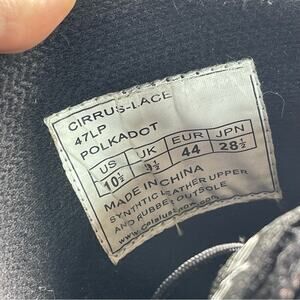 CIRRUS-LACE
47LP
POLKADOT
US UK EUR JPN
10½ 9½ 44 28½
MADE IN CHINA
SYNTHETIC LEATHER UPPER
AND RUBBER OUTSOLE